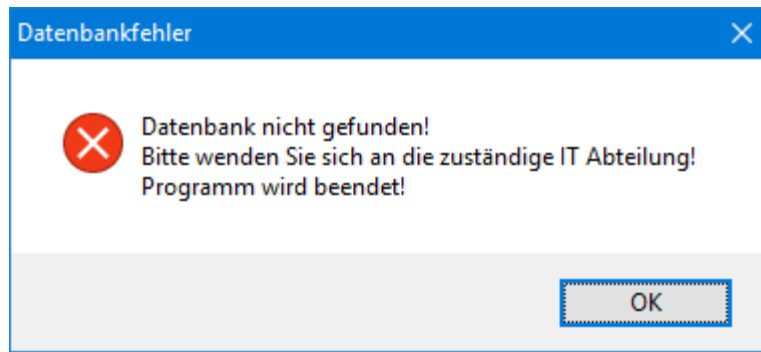 Datenbankfehler
Datenbank nicht gefunden!
Bitte wenden Sie sich an die zuständige IT Abteilung!
Programm wird beendet!
OK